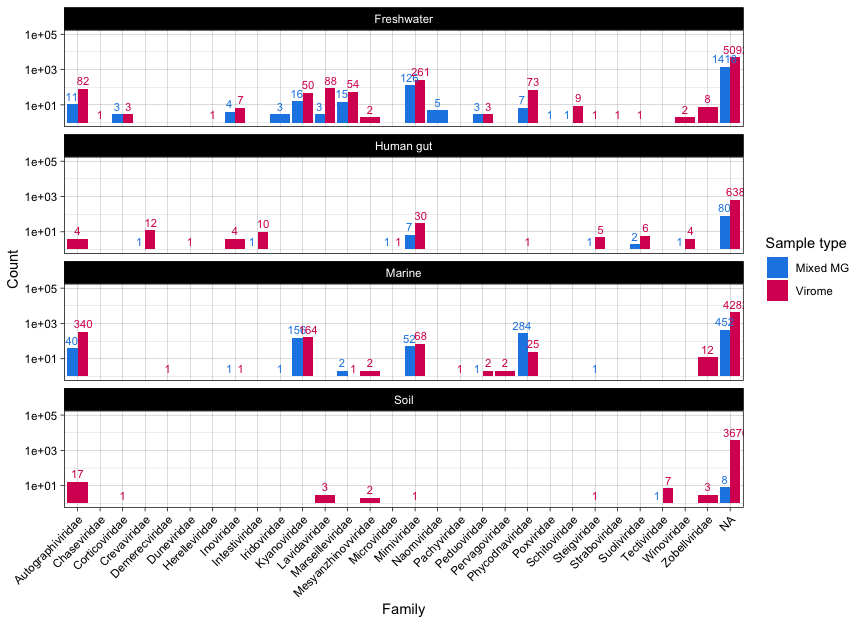 Freshwater
1e+05
1e+03
1e+01
11 82 1 3 3 1 4 7 3 16 50 3 88 15 54 2 126 261 5 3 3 7 73 1 1 9 1 1 1 2 8
Human gut
1e+05
1e+03
1e+01
4 1 12 1 4 1 10 1 1 7 30 1 1 5 2 6 1 4 80 638
Marine
1e+05
1e+03
1e+01
40 340 1 1 1 1 164 2 1 2 52 68 1 1 2 2 284 25 1 12
Soil
1e+05
1e+03
1e+01
17 1 3 2 1 1 1 7 3 8
Count
Autographiviridae
Chaseviridae
Corticoviridae
Crevaviridae
Demerecviridae
Duneviridae
Herelleviridae
Inoviridae
Intestiviridae
Iridoviridae
Kyanoviridae
Lavidaviridae
Marseilleviridae
Mesyanzhinovviridae
Microviridae
Mimiviridae
Naomviridae
Pachyviridae
Peduoviridae
Pervagoviridae
Phycodnaviridae
Poxviridae
Schitoviridae
Steigviridae
Straboviridae
Suoliviridae
Tectiviridae
Winoviridae
Zobellviridae
NA
Family
Sample type
Mixed MG
Virome